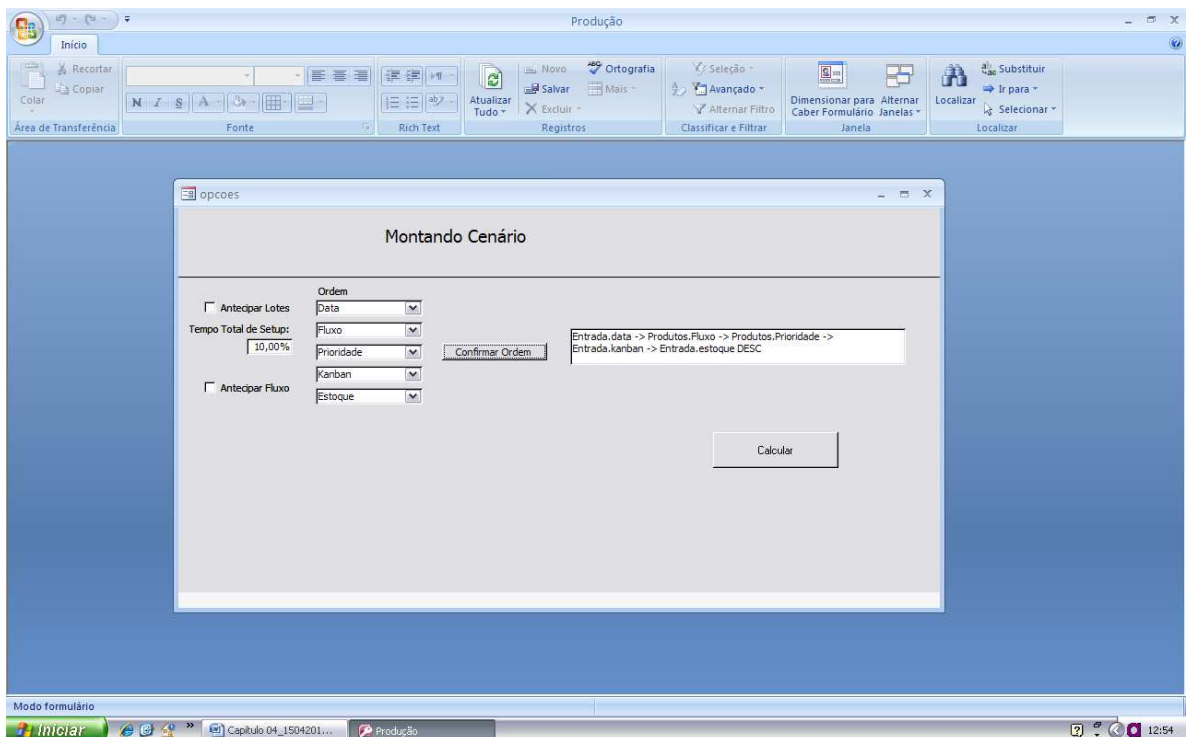 Produção
Início
Colar
Recortar
Copiar
Área de Transferência
N I S A
Fonte
ab
Rich Text
Atualizar
Tudo
Novo
Salvar
Excluir
ABC Ortografia
Mais
Registros
Seleção
Avançado
Alternar Filtro
Classificar e Filtrar
Dimensionar para
Caber Formulário
Alternar
Janelas
Janela
Localizar
Substituir
Ir para
Selecionar
Localizar
opcoes
Montando Cenário
Ordem
Antecipar Lotes
Data
Tempo Total de Setup:
Fluxo
10,00%
Prioridade
Confirmar Ordem
Entrada.data -> Produtos.Fluxo -> Produtos.Prioridade ->
Entrada.kanban -> Entrada.estoque DESC
Kanban
Antecipar Fluxo
Estoque
Calcular
Modo formulário
Iniciar
Capítulo 04_1504201...
Produção
12:54